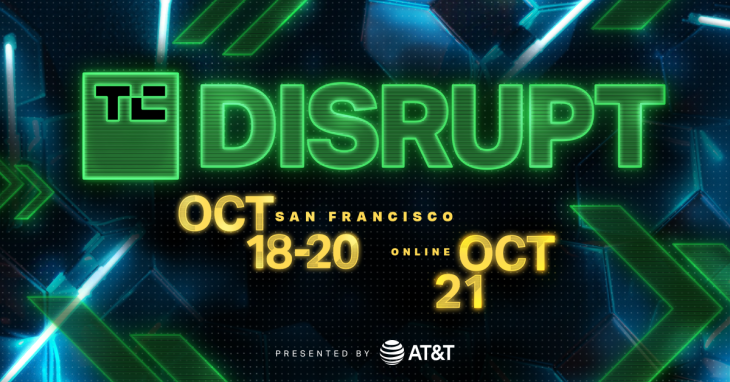 TC DISRUPT
OCT SAN FRANCISCO
18-20
ONLINE OCT
21
PRESENTED BY AT&T